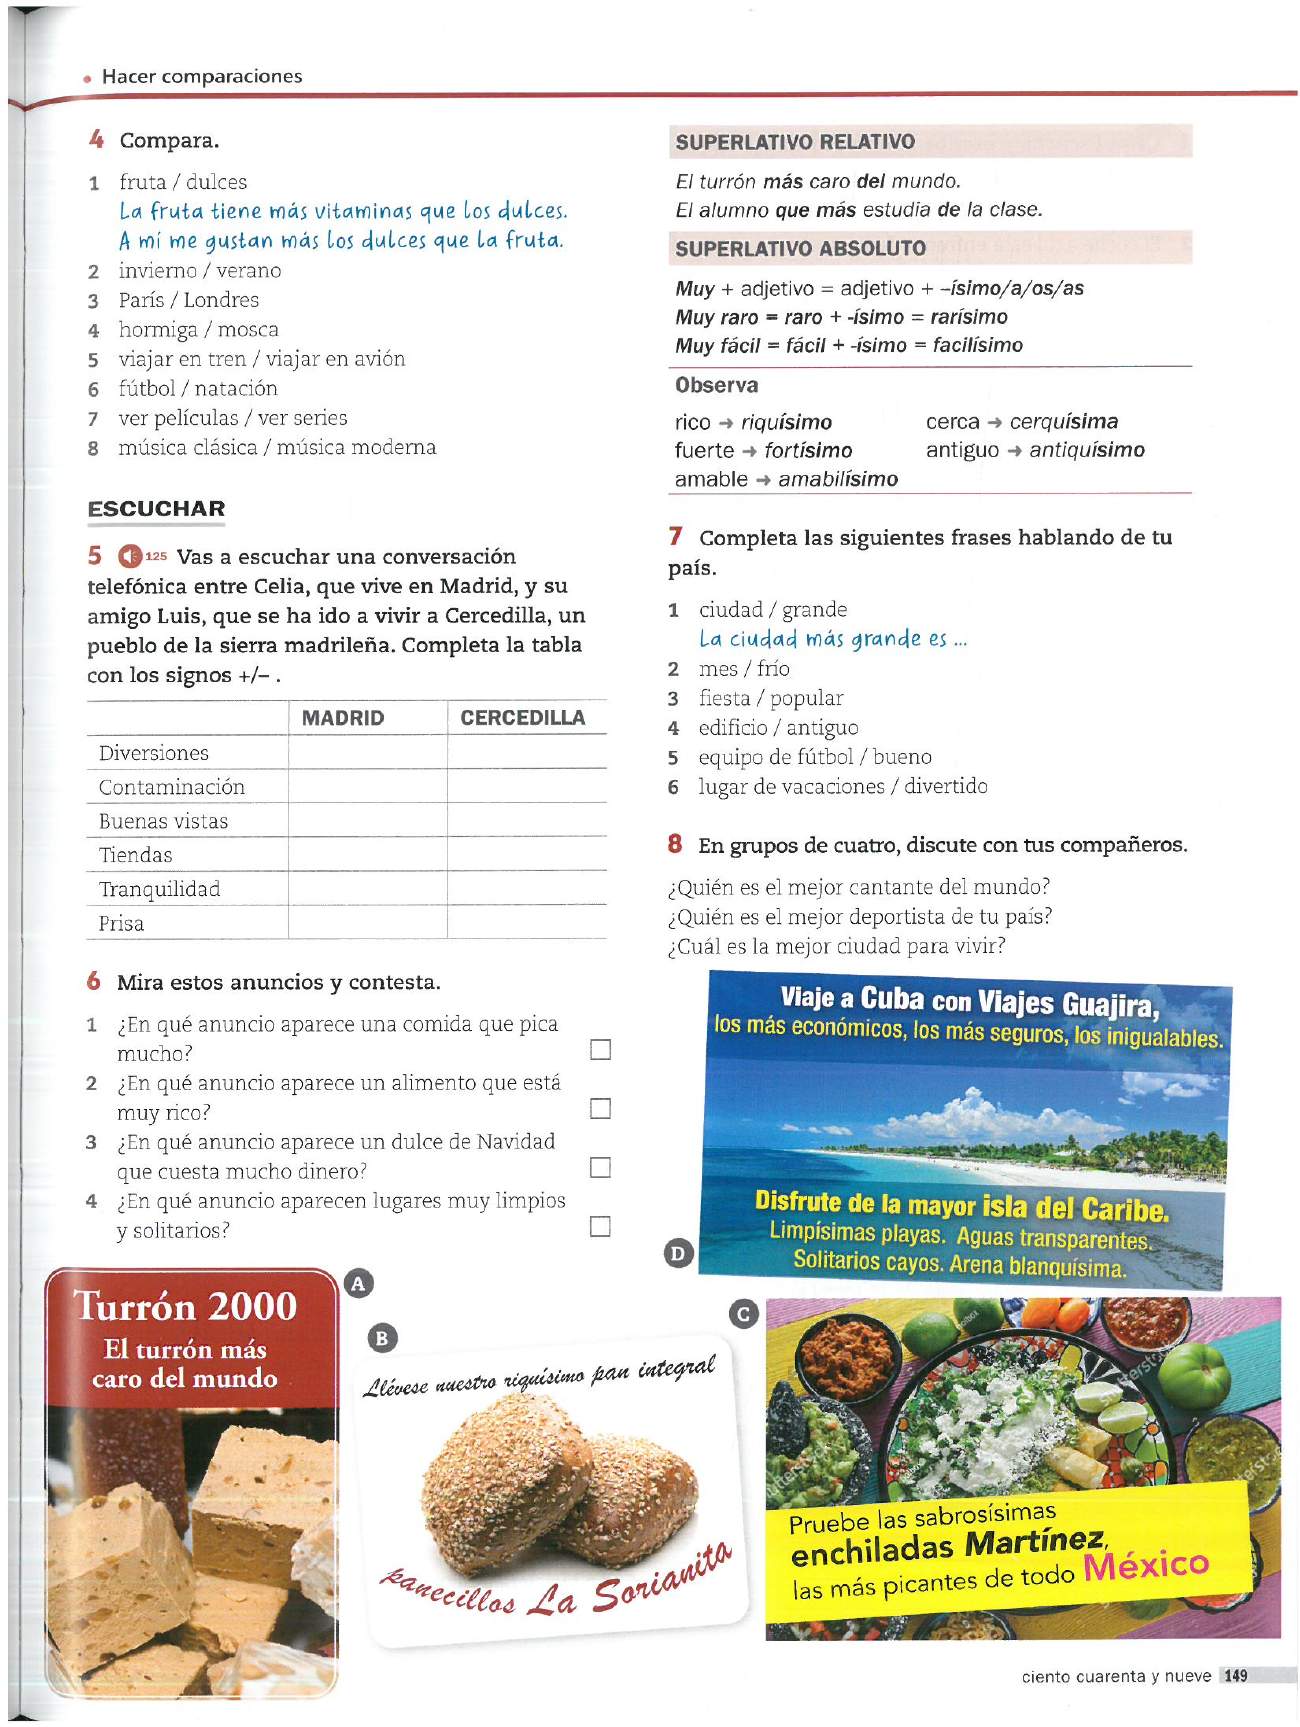 • Hacer comparaciones
4 Compara.
1 fruta / dulces
La fruta tiene más vitaminas que los dulces.
A mí me gustan más los dulces que la fruta.
2 invierno / verano
3 París / Londres
4 hormiga / mosca
5 viajar en tren / viajar en avión
6 fútbol / natación
7 ver películas / ver series
8 música clásica / música moderna
ESCUCHAR
5 125 Vas a escuchar una conversación
telefónica entre Celia, que vive en Madrid, y su
amigo Luis, que se ha ido a vivir a Cercedilla, un
pueblo de la sierra madrileña. Completa la tabla
con los signos +/– .
MADRID CERCEDILLA
Diversiones
Contaminación
Buenas vistas
Tiendas
Tranquilidad
Prisa
6 Mira estos anuncios y contesta.
1 ¿En qué anuncio aparece una comida que pica
mucho?
2 ¿En qué anuncio aparece un alimento que está
muy rico?
3 ¿En qué anuncio aparece un dulce de Navidad
que cuesta mucho dinero?
4 ¿En qué anuncio aparecen lugares muy limpios
y solitarios?
SUPERLATIVO RELATIVO
El turrón más caro del mundo.
El alumno que más estudia de la clase.
SUPERLATIVO ABSOLUTO
Muy + adjetivo = adjetivo + –ísimo/a/os/as
Muy raro = raro + -ísimo = rarísimo
Muy fácil = fácil + -ísimo = facilísimo
Observa
rico → riquísimo cerca → cerquísima
fuerte → fortísimo antiguo → antiquísimo
amable → amabilísimo
7 Completa las siguientes frases hablando de tu
país.
1 ciudad / grande
La ciudad más grande es ...
2 mes / frío
3 fiesta / popular
4 edificio / antiguo
5 equipo de fútbol / bueno
6 lugar de vacaciones / divertido
8 En grupos de cuatro, discute con tus compañeros.
¿Quién es el mejor cantante del mundo?
¿Quién es el mejor deportista de tu país?
¿Cuál es la mejor ciudad para vivir?
Viaje a Cuba con Viajes Guajira,
los más económicos, los más seguros, los inigualables.
Disfrute de la mayor isla del Caribe.
Limpísimas playas. Aguas transparentes.
Solitarios cayos. Arena blanquísima.
D
A
Turrón 2000
El turrón más
caro del mundo
B
Llévese nuestro riquísimo pan integral
panecillos La Sorianita
C
Pruebe las sabrosísimas
enchiladas Martínez,
las más picantes de todo México
ciento cuarenta y nueve 149